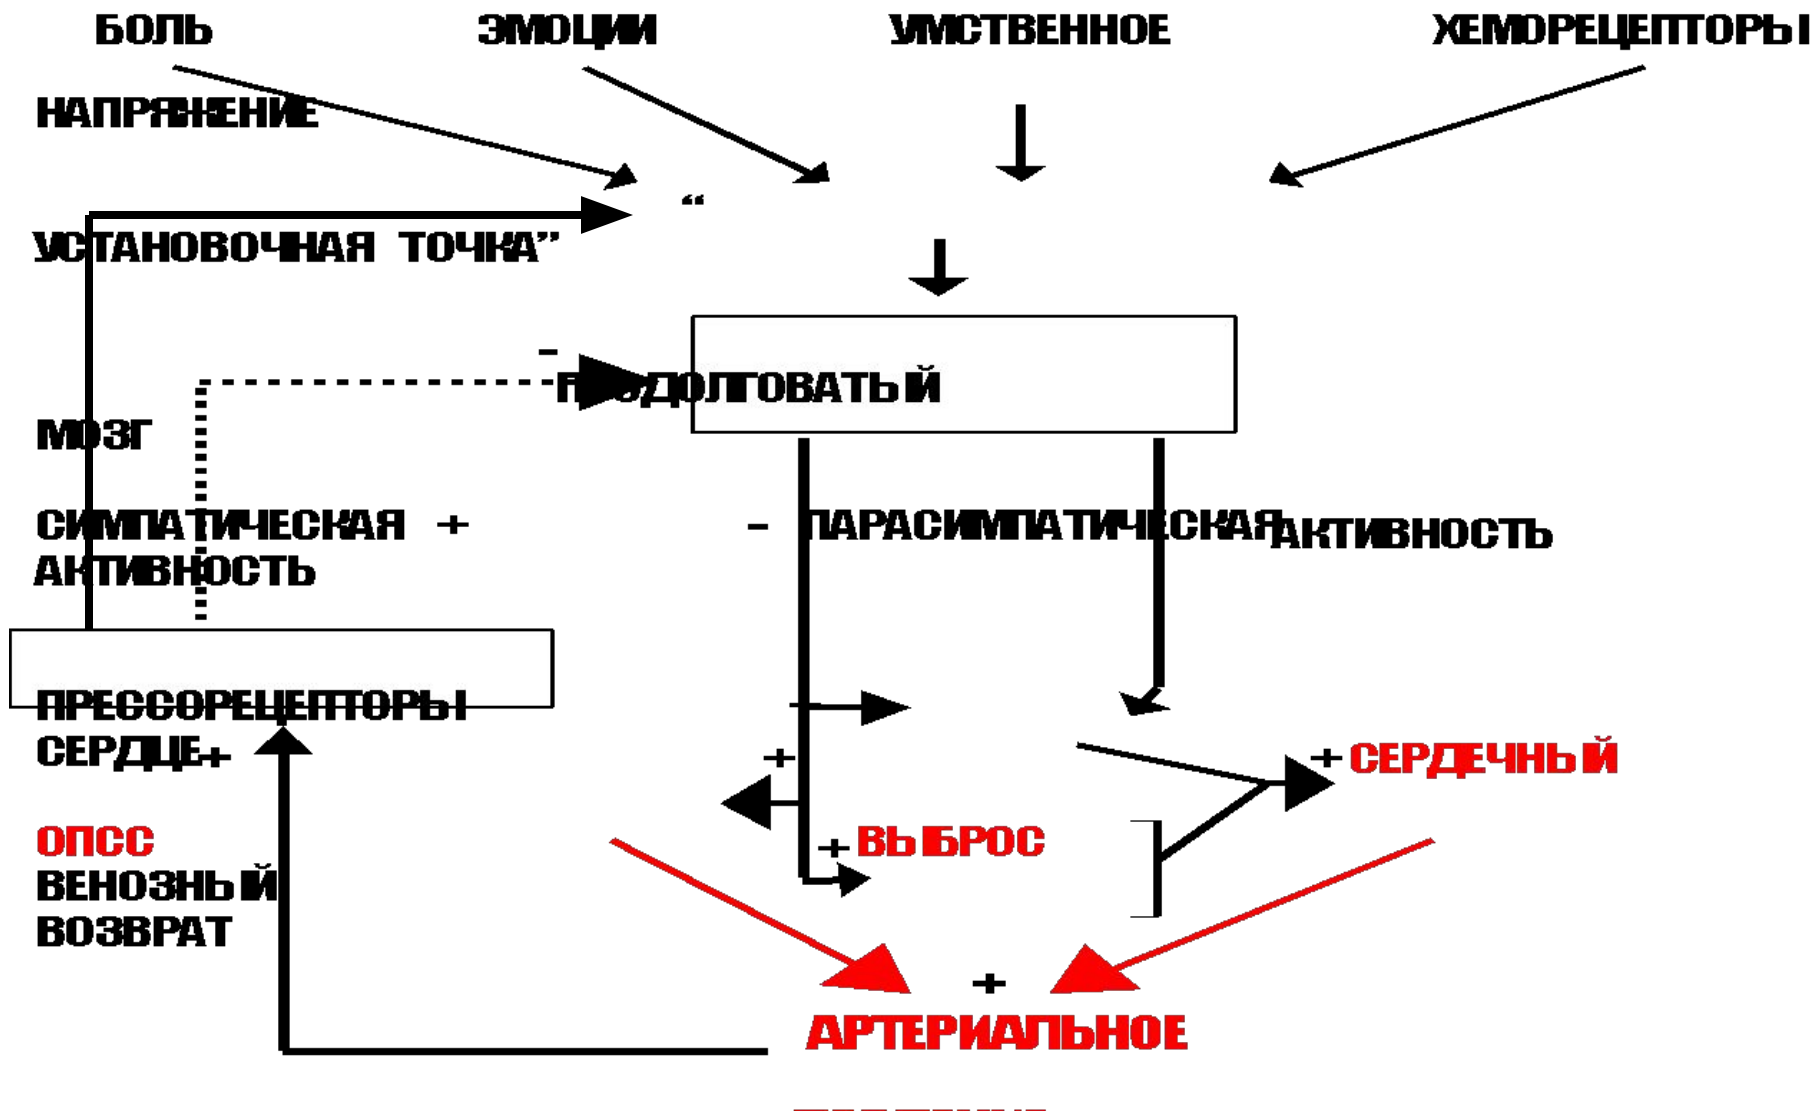 БОЛЬ ЭМОЦИИ УМСТВЕННОЕ ХЕМОРЕЦЕПТОРЫ
НАПРЯЖЕНИЕ
“
УСТАНОВОЧНАЯ ТОЧКА”
–
ПРОДОЛГОВАТЫЙ
МОЗГ
СИМПАТИЧЕСКАЯ + – ПАРАСИМПАТИЧЕСКАЯ АКТИВНОСТЬ
АКТИВНОСТЬ
ПРЕССОРЕЦЕПТОРЫ –
СЕРДЦЕ+ + + СЕРДЕЧНЫЙ
ОПСС + ВЫБРОС
ВЕНОЗНЫЙ
ВОЗВРАТ
+
АРТЕРИАЛЬНОЕ